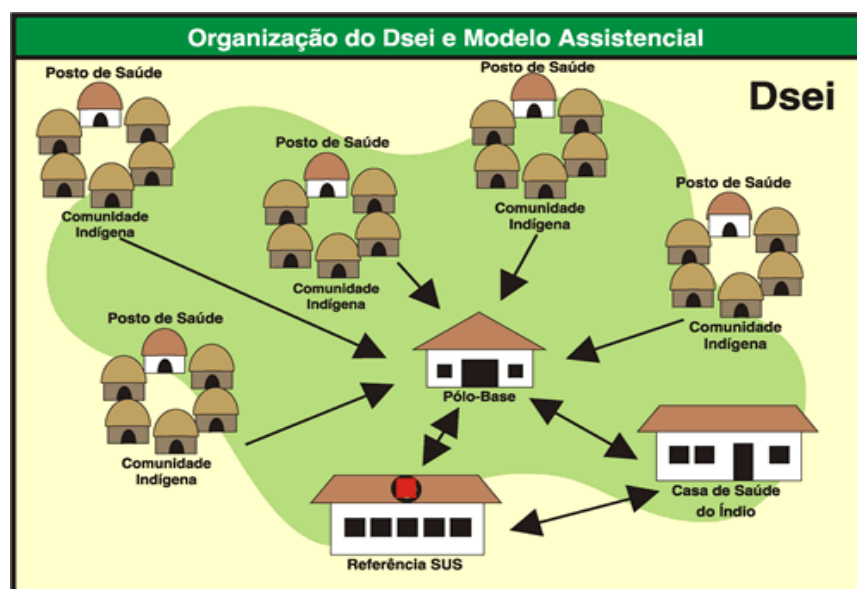 Organização do Dsei e Modelo Assistencial
Dsei
Posto de Saúde
Comunidade
Indígena
Posto de Saúde
Comunidade
Indígena
Posto de Saúde
Comunidade
Indígena
Posto de Saúde
Comunidade
Indígena
Posto de Saúde
Comunidade
Indígena
Pólo-Base
Casa de Saúde
do Índio
Referência SUS